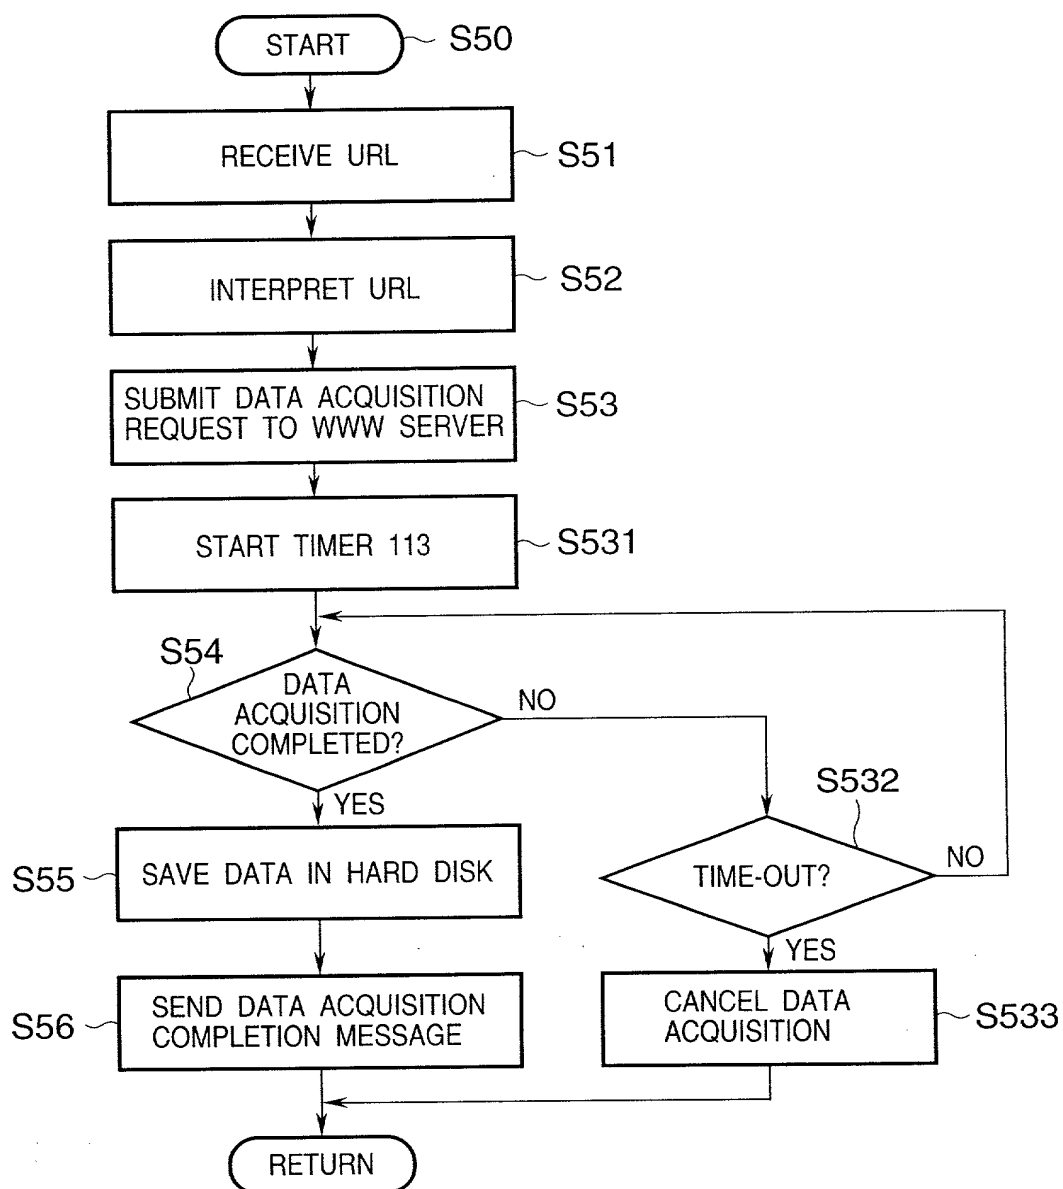 START
S50
RECEIVE URL
S51
INTERPRET URL
S52
SUBMIT DATA ACQUISITION
REQUEST TO WWW SERVER
S53
START TIMER 113
S531
S54
DATA
ACQUISITION
COMPLETED?
NO
YES
S532
TIME-OUT?
NO
YES
S55
SAVE DATA IN HARD DISK
S56
SEND DATA ACQUISITION
COMPLETION MESSAGE
CANCEL DATA
ACQUISITION
S533
RETURN